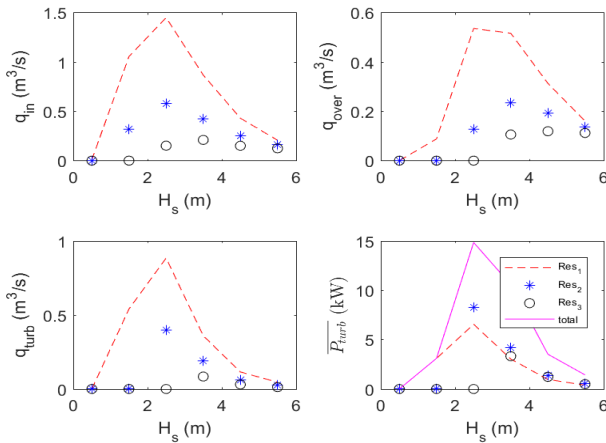 1.5
1
0.5
0
q_in (m^3/s)
0 2 4 6
H_s (m)
0.6
0.4
0.2
0
q_over (m^3/s)
0 2 4 6
H_s (m)
1
0.5
0
q_turb (m^3/s)
0 2 4 6
H_s (m)
15
10
5
0
P_turb (kW)
0 2 4 6
H_s (m)
Res_1
Res_2
Res_3
total